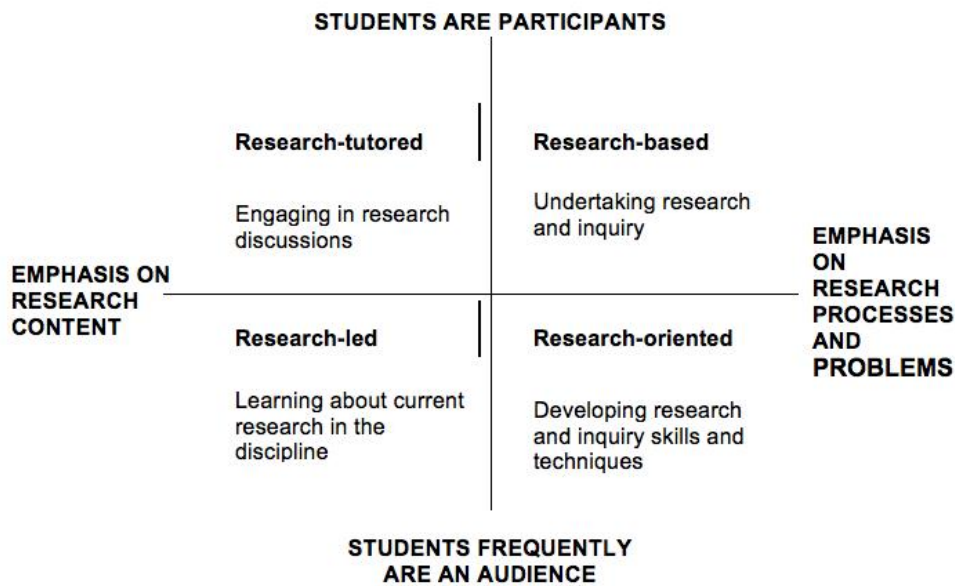 STUDENTS ARE PARTICIPANTS
Research-tutored
Engaging in research
discussions
Research-based
Undertaking research
and inquiry
EMPHASIS ON
RESEARCH
CONTENT
EMPHASIS
ON
RESEARCH
PROCESSES
AND
PROBLEMS
Research-led
Learning about current
research in the
discipline
Research-oriented
Developing research
and inquiry skills and
techniques
STUDENTS FREQUENTLY
ARE AN AUDIENCE